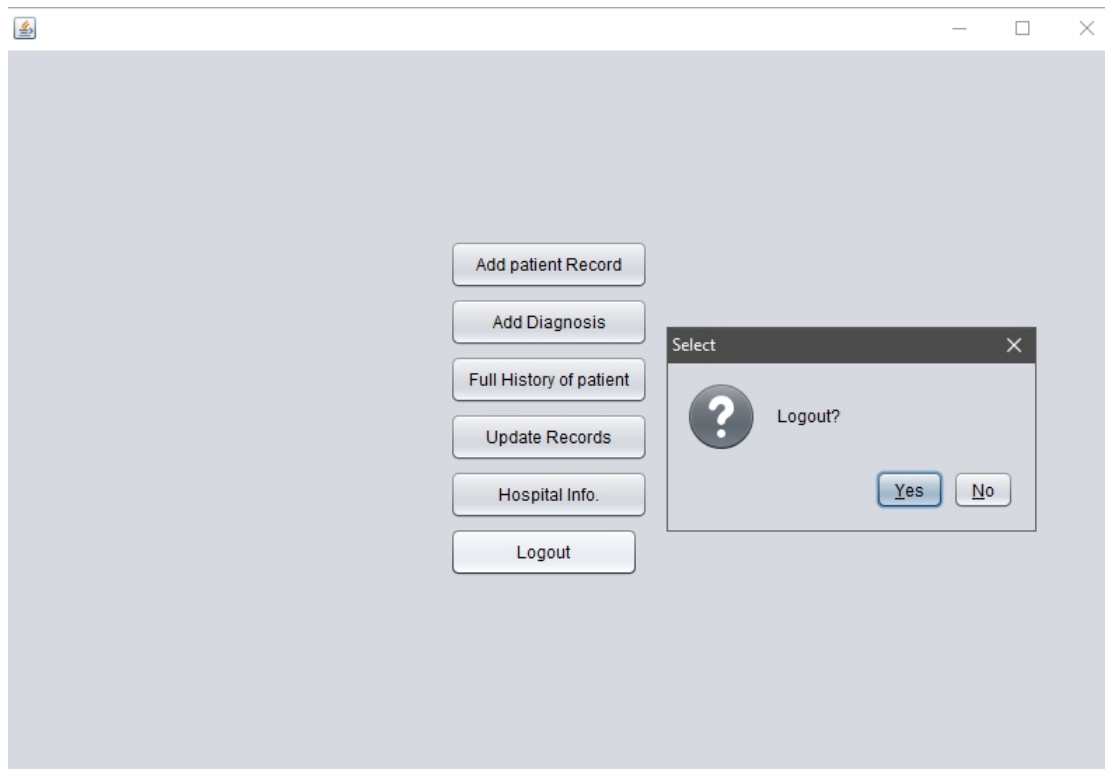 Add patient Record
Add Diagnosis
Full History of patient
Update Records
Hospital Info.
Logout
Select
Logout?
Yes No